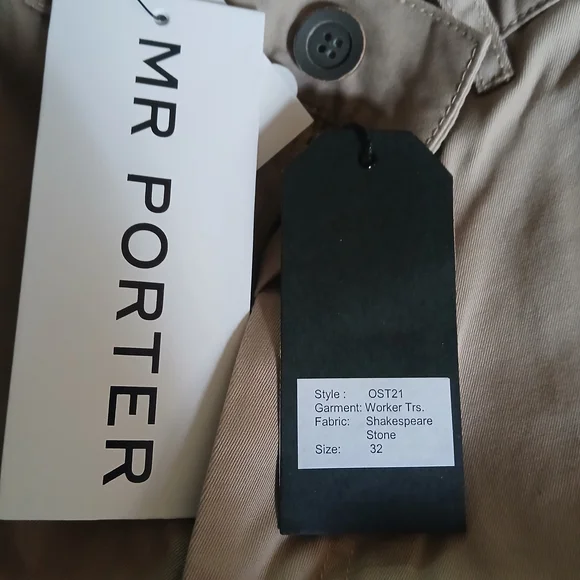 MR PORTER
Style : OST21
Garment: Worker Trs.
Fabric: Shakespeare
Stone
Size: 32